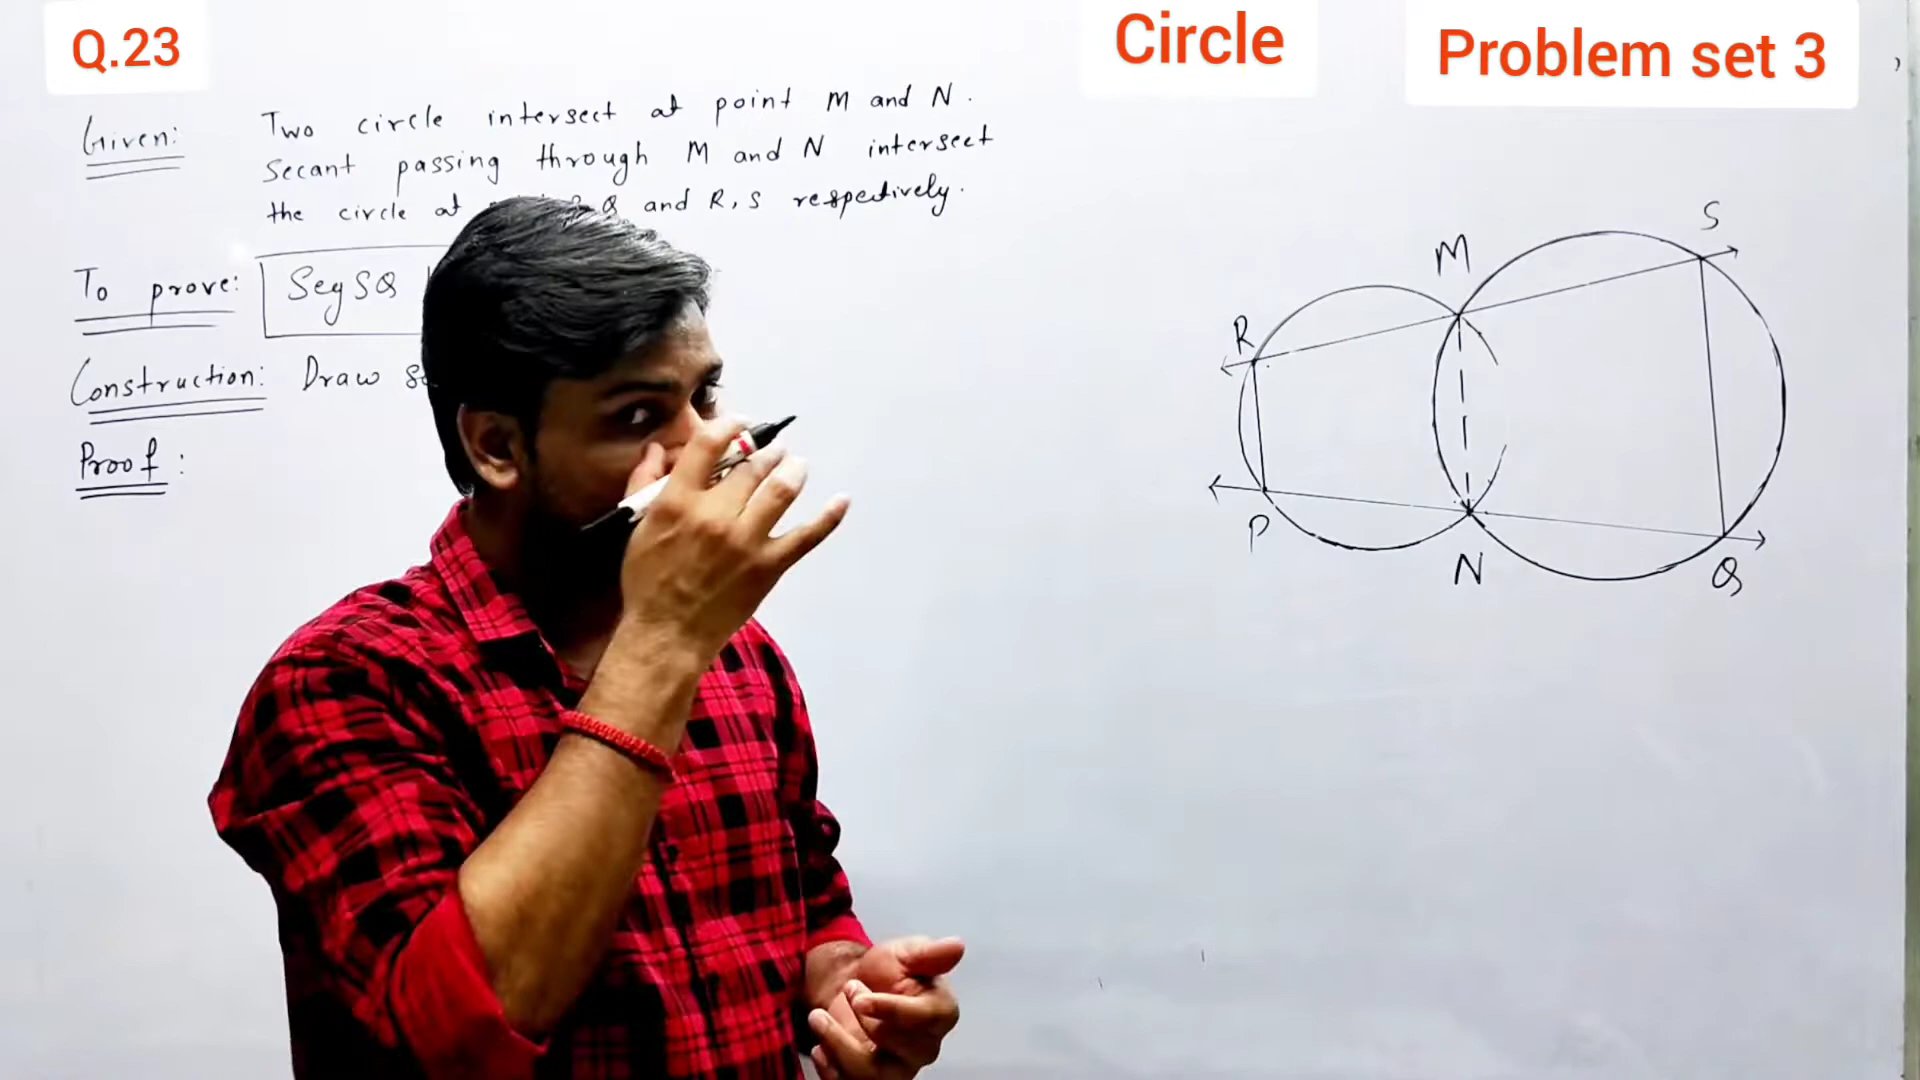 Q.23
Circle
Problem set 3
Given: Two circle intersect at point M and N.
Secant passing through M and N intersect
the circle at Q and R, S respectively.
To prove: Seg SQ
Construction: Draw
Proof:
S
M
R
P
N
Q